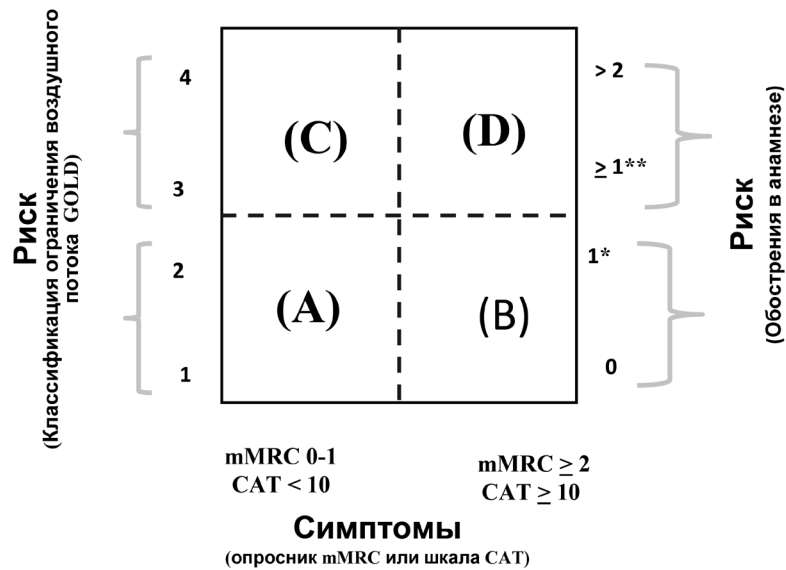 Риск
(Классификация ограничения воздушного
потока GOLD)
4
3
2
1
(C)
(D)
(A)
(B)
> 2
≥ 1**
1*
0
Риск
(Обострения в анамнезе)
mMRC 0-1
CAT < 10
mMRC ≥ 2
CAT ≥ 10
Симптомы
(опросник mMRC или шкала CAT)